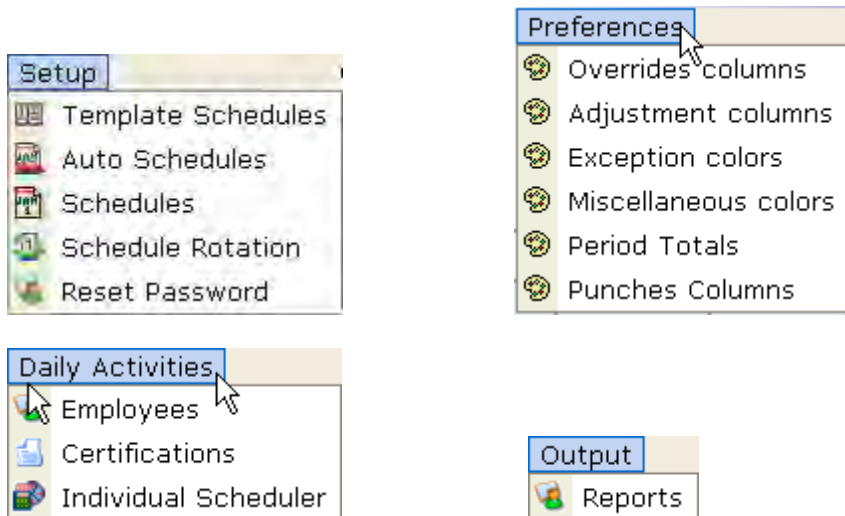 Setup
Template Schedules
Auto Schedules
Schedules
Schedule Rotation
Reset Password
Preferences
Overrides columns
Adjustment columns
Exception colors
Miscellaneous colors
Period Totals
Punches Columns
Daily Activities
Employees
Certifications
Individual Scheduler
Output
Reports